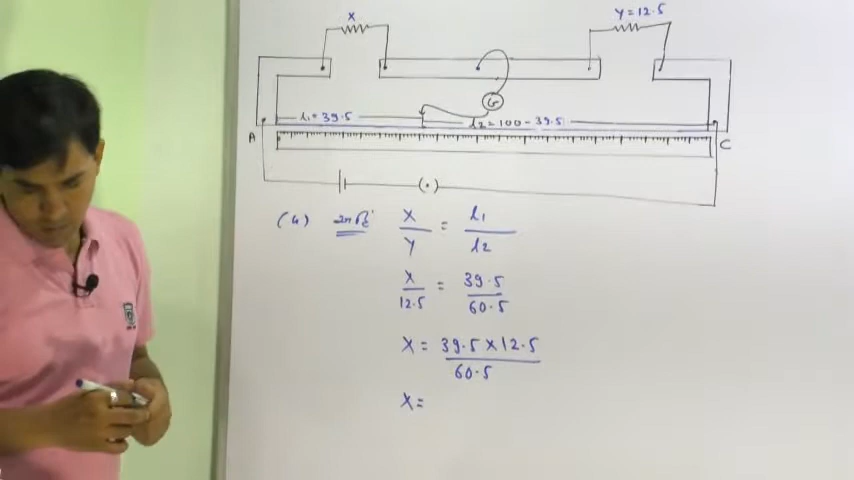 X
Y = 12.5
G
l₁ = 39.5
l₂ = 100 - 39.5
A
C
(a)
X / Y = l₁ / l₂
X / 12.5 = 39.5 / 60.5
X = 39.5 × 12.5 / 60.5
X =